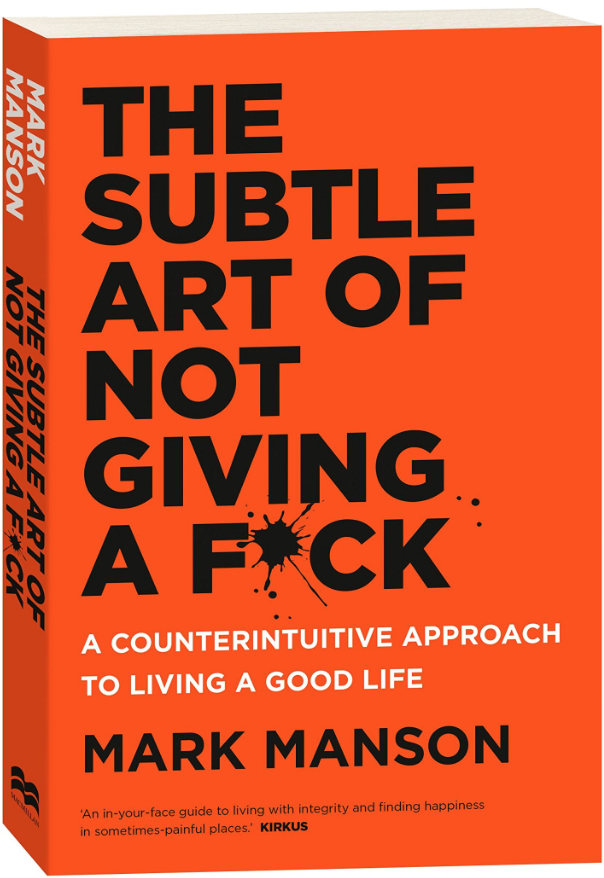 THE
SUBTLE
ART OF
NOT
GIVING
A F*CK
A COUNTERINTUITIVE APPROACH
TO LIVING A GOOD LIFE
MARK MANSON
'An in-your-face guide to living with integrity and finding happiness
in sometimes-painful places.' KIRKUS
MARK
MANSON
THE SUBTLE ART OF
NOT GIVING A F*CK
MACMILLAN